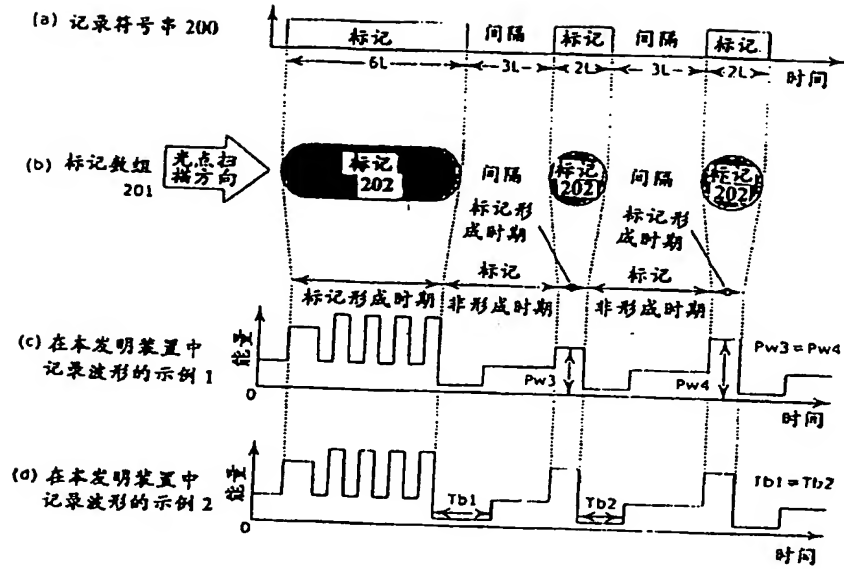 (a) 记录符号串 200
标记 间隔 标记 间隔 标记
6L 3L 2L 3L 2L 时间
(b) 标记数组
201
光点扫
描方向
标记
202
间隔
标记
202
间隔
标记
202
标记形
成时期
标记形
成时期
标记形成时期
标记
非形成时期
标记
非形成时期
(c) 在本发明装置中
记录波形的示例 1
能量
0
Pw3
Pw4
Pw3=Pw4
时间
(d) 在本发明装置中
记录波形的示例 2
能量
0
Tb1
Tb2
Tb1=Tb2
时间